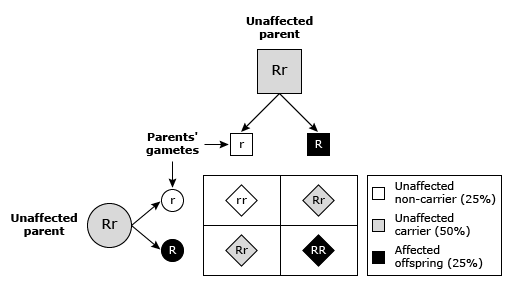 Unaffected
parent
Rr
Parents'
gametes
r
R
Unaffected
parent
Rr
r
R
rr
Rr
Rr
RR
Unaffected
non-carrier (25%)
Unaffected
carrier (50%)
Affected
offspring (25%)